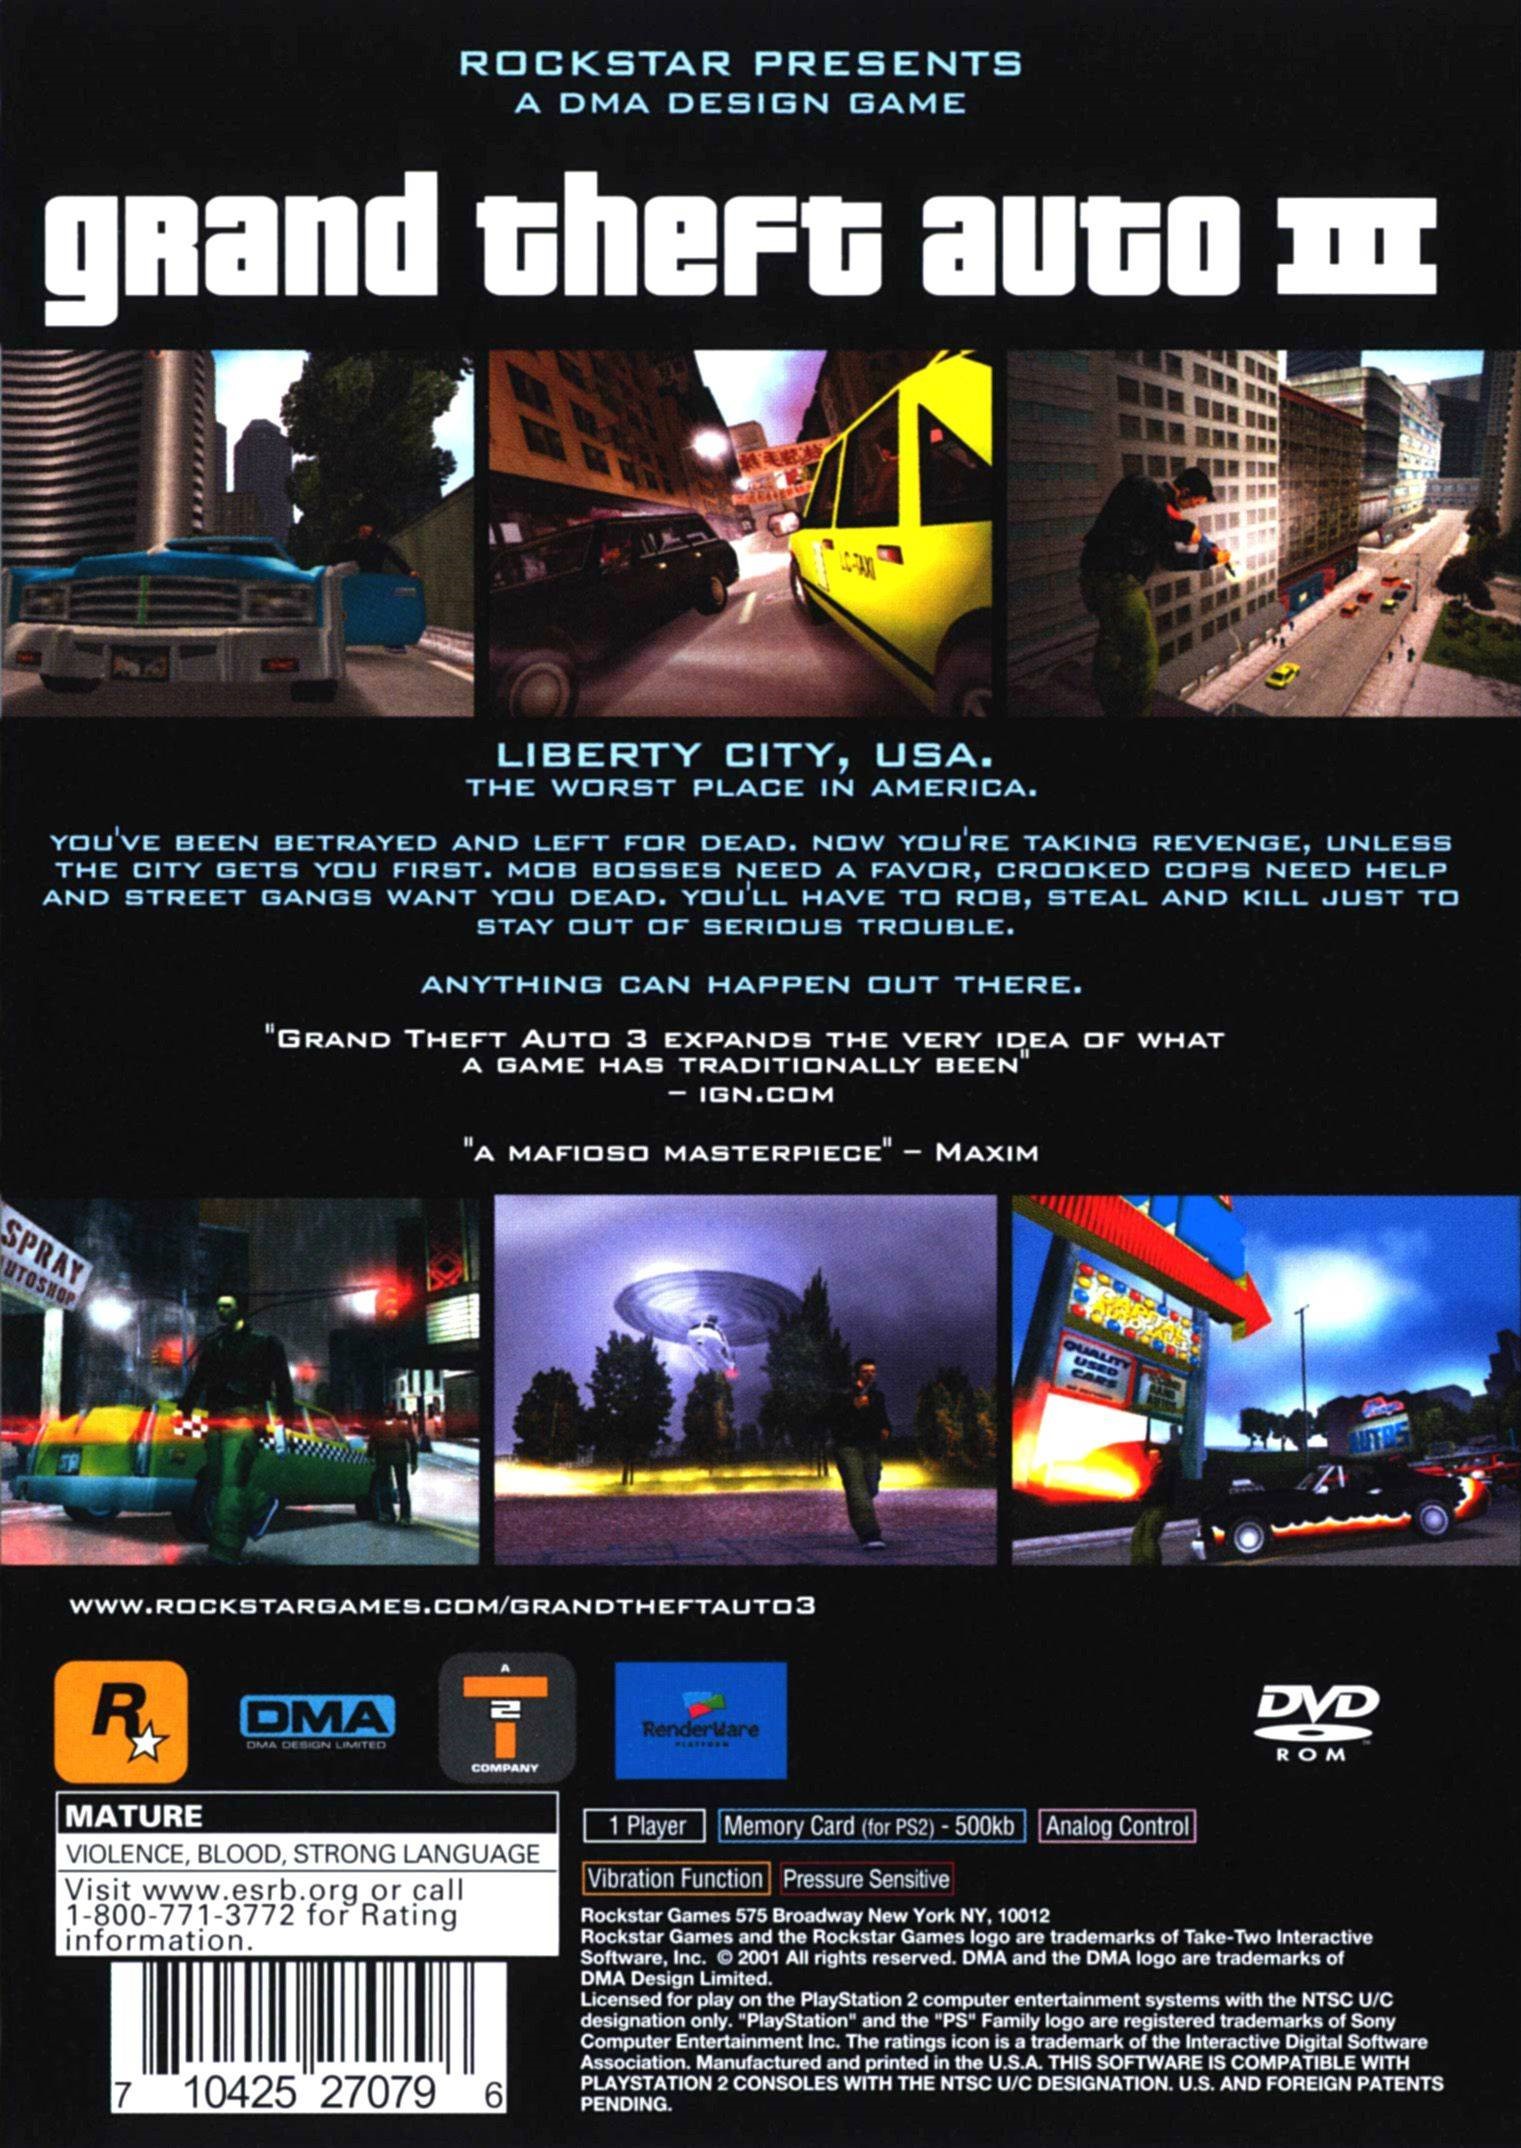 ROCKSTAR PRESENTS
A DMA DESIGN GAME
grand theft auto III
LC-TAXI
LIBERTY CITY, USA.
THE WORST PLACE IN AMERICA.
YOU'VE BEEN BETRAYED AND LEFT FOR DEAD. NOW YOU'RE TAKING REVENGE, UNLESS
THE CITY GETS YOU FIRST. MOB BOSSES NEED A FAVOR, CROOKED COPS NEED HELP
AND STREET GANGS WANT YOU DEAD. YOU'LL HAVE TO ROB, STEAL AND KILL JUST TO
STAY OUT OF SERIOUS TROUBLE.
ANYTHING CAN HAPPEN OUT THERE.
"GRAND THEFT AUTO 3 EXPANDS THE VERY IDEA OF WHAT
A GAME HAS TRADITIONALLY BEEN"
– IGN.COM
"A MAFIOSO MASTERPIECE" – MAXIM
SPRAY
AUTOSHOP
CAPITAL
AUTO SALES
QUALITY
USED
CARS
AUTOS
WWW.ROCKSTARGAMES.COM/GRANDTHEFTAUTO3
R
DMA
DMA DESIGN LIMITED
A
T2
COMPANY
RenderWare
PLATFORM
DVD
ROM
MATURE
VIOLENCE, BLOOD, STRONG LANGUAGE
Visit www.esrb.org or call
1-800-771-3772 for Rating
information.
1 Player Memory Card (for PS2) - 500kb Analog Control
Vibration Function Pressure Sensitive
Rockstar Games 575 Broadway New York NY, 10012
Rockstar Games and the Rockstar Games logo are trademarks of Take-Two Interactive
Software, Inc. © 2001 All rights reserved. DMA and the DMA logo are trademarks of
DMA Design Limited.
Licensed for play on the PlayStation 2 computer entertainment systems with the NTSC U/C
designation only. "PlayStation" and the "PS" Family logo are registered trademarks of Sony
Computer Entertainment Inc. The ratings icon is a trademark of the Interactive Digital Software
Association. Manufactured and printed in the U.S.A. THIS SOFTWARE IS COMPATIBLE WITH
PLAYSTATION 2 CONSOLES WITH THE NTSC U/C DESIGNATION. U.S. AND FOREIGN PATENTS
PENDING.
7 10425 27079 6